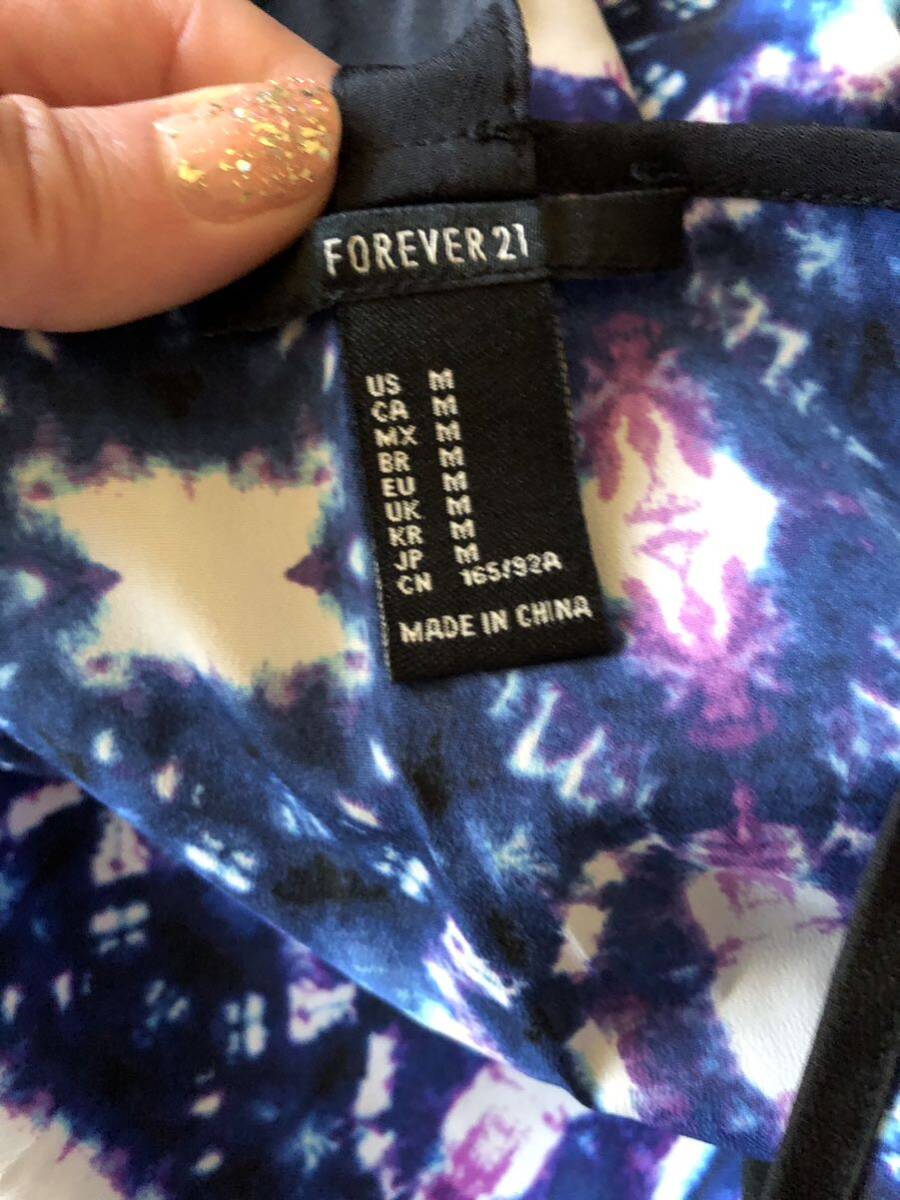 FOREVER 21
US M
CA M
MX M
BR M
EU M
UK M
KR M
JP M
CN 165/92A
MADE IN CHINA